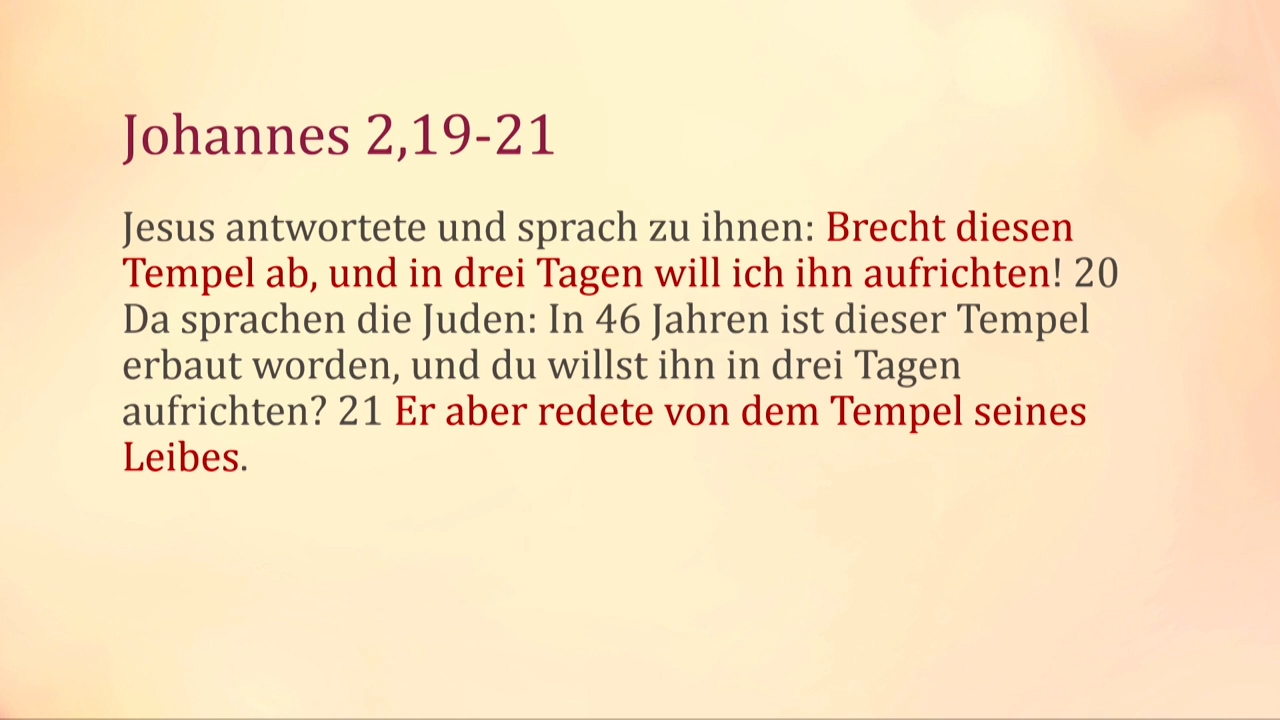 Johannes 2,19-21
Jesus antwortete und sprach zu ihnen: Brecht diesen
Tempel ab, und in drei Tagen will ich ihn aufrichten! 20
Da sprachen die Juden: In 46 Jahren ist dieser Tempel
erbaut worden, und du willst ihn in drei Tagen
aufrichten? 21 Er aber redete von dem Tempel seines
Leibes.